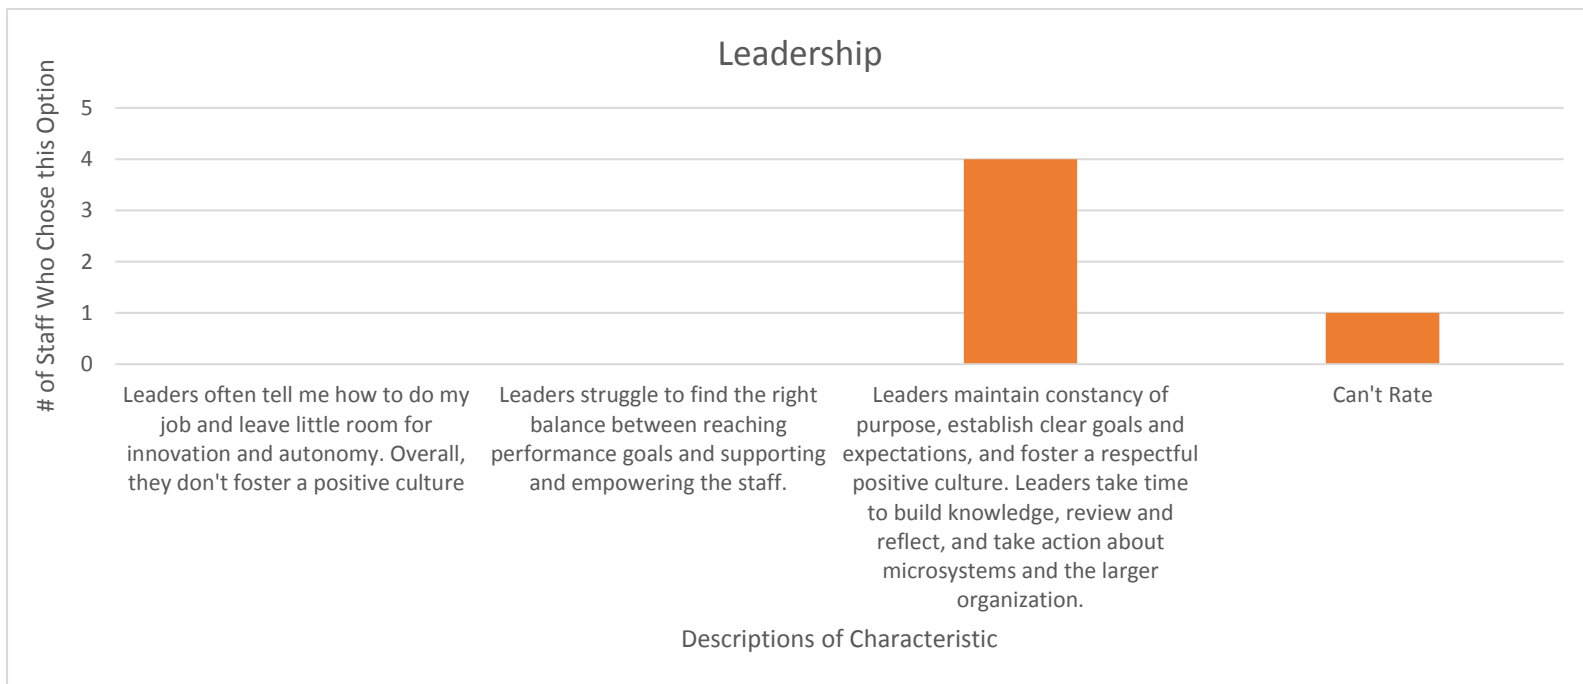 Leadership
# of Staff Who Chose this Option
5
4
3
2
1
0
Leaders often tell me how to do my
job and leave little room for
innovation and autonomy. Overall,
they don't foster a positive culture
Leaders struggle to find the right
balance between reaching
performance goals and supporting
and empowering the staff.
Leaders maintain constancy of
purpose, establish clear goals and
expectations, and foster a respectful
positive culture. Leaders take time
to build knowledge, review and
reflect, and take action about
microsystems and the larger
organization.
Can't Rate
Descriptions of Characteristic